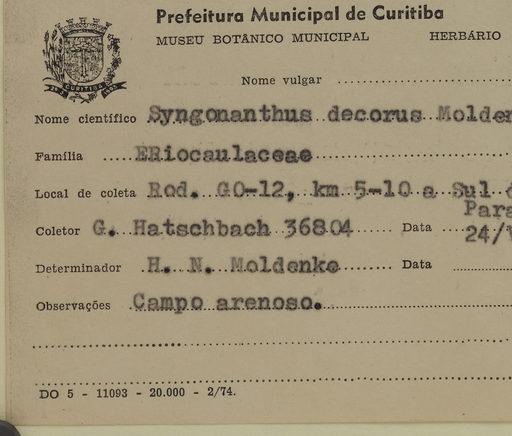 Prefeitura Municipal de Curitiba
MUSEU BOTÂNICO MUNICIPAL HERBÁRIO
CURITIBA
Nome vulgar
Nome científico Syngonanthus decorus Molden
Família ERiocaulaceae
Local de coleta Rod. GO-12, km 5-10 a Sul
Para
Coletor G. Hatschbach 36804 Data 24/
Determinador H. N. Moldenke Data
Observações Campo arenoso.
DO 5 - 11093 - 20.000 - 2/74.